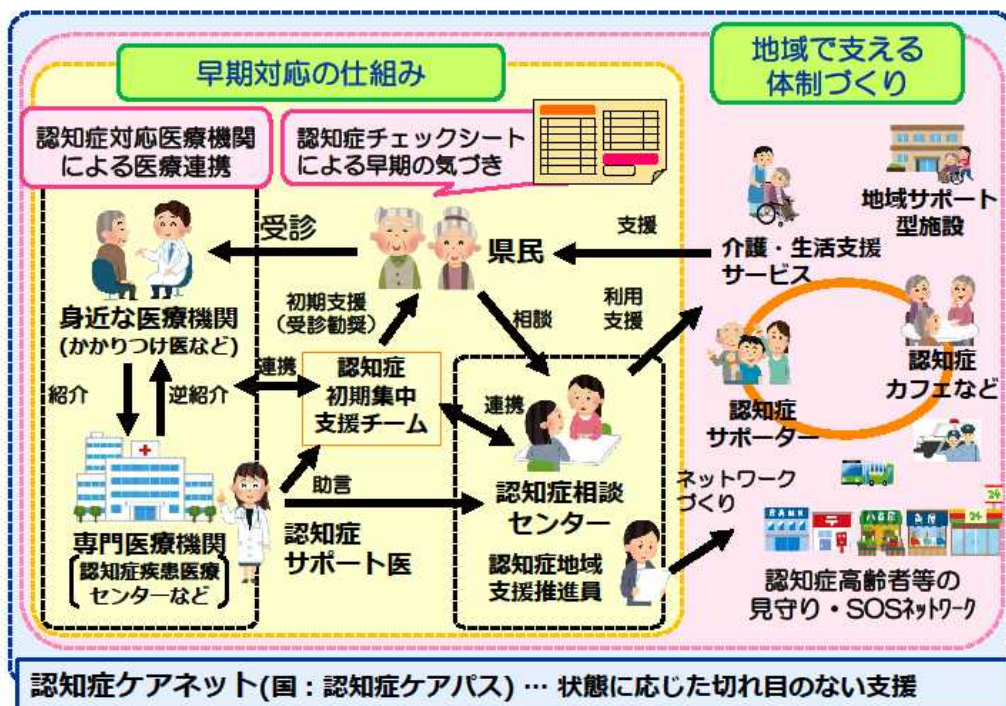 早期対応の仕組み
地域で支える
体制づくり
認知症対応医療機関
による医療連携
認知症チェックシート
による早期の気づき
受診
県民
支援
介護・生活支援
サービス
地域サポート
型施設
身近な医療機関
(かかりつけ医など)
初期支援
(受診勧奨)
相談
利用
支援
紹介
逆紹介
連携
認知症
初期集中
支援チーム
連携
認知症
サポーター
認知症
カフェなど
助言
認知症
サポート医
認知症相談
センター
認知症地域
支援推進員
ネットワーク
づくり
BANK
〒
八百屋
魚屋
24
24
専門医療機関
認知症疾患医療
センターなど
認知症高齢者等の
見守り・SOSネットワーク
認知症ケアネット(国：認知症ケアパス) … 状態に応じた切れ目のない支援